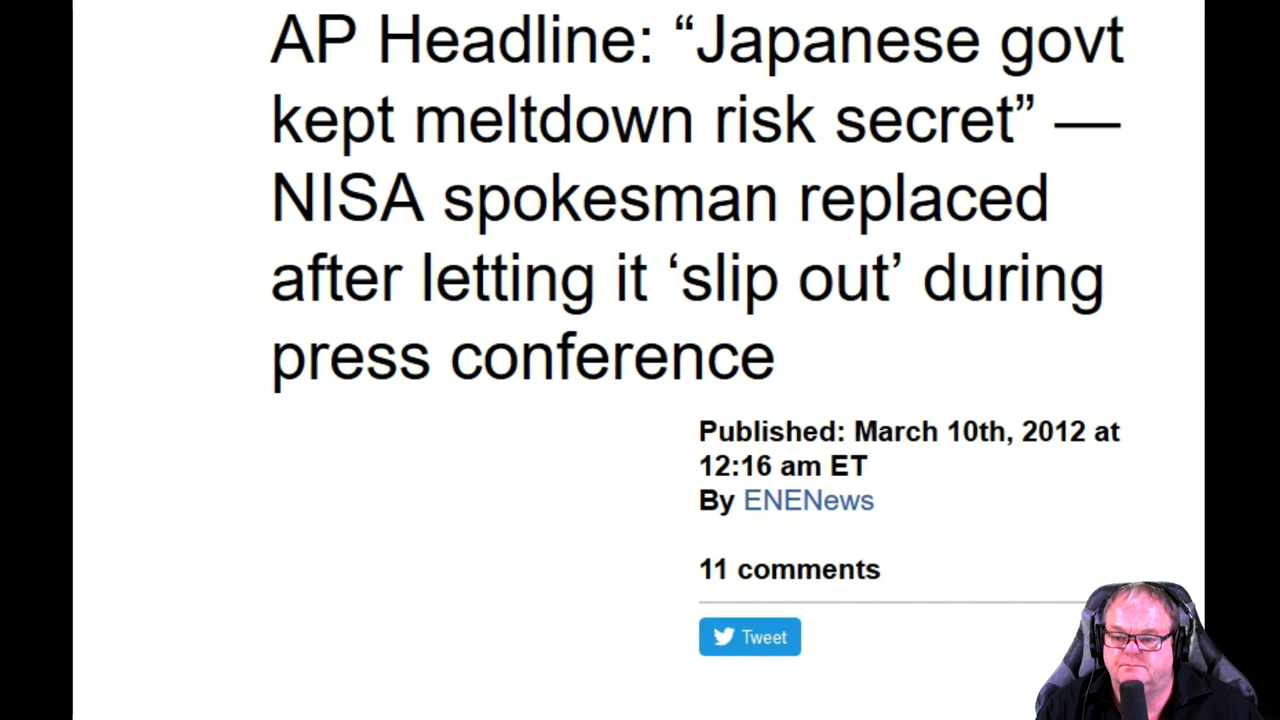 AP Headline: “Japanese govt
kept meltdown risk secret” —
NISA spokesman replaced
after letting it ‘slip out’ during
press conference
Published: March 10th, 2012 at
12:16 am ET
By ENENews
11 comments
Tweet